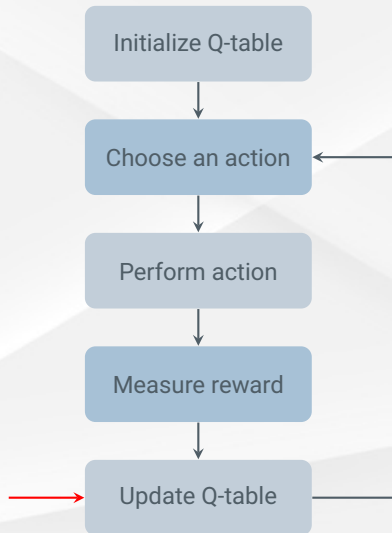 Initialize Q-table
Choose an action
Perform action
Measure reward
Update Q-table